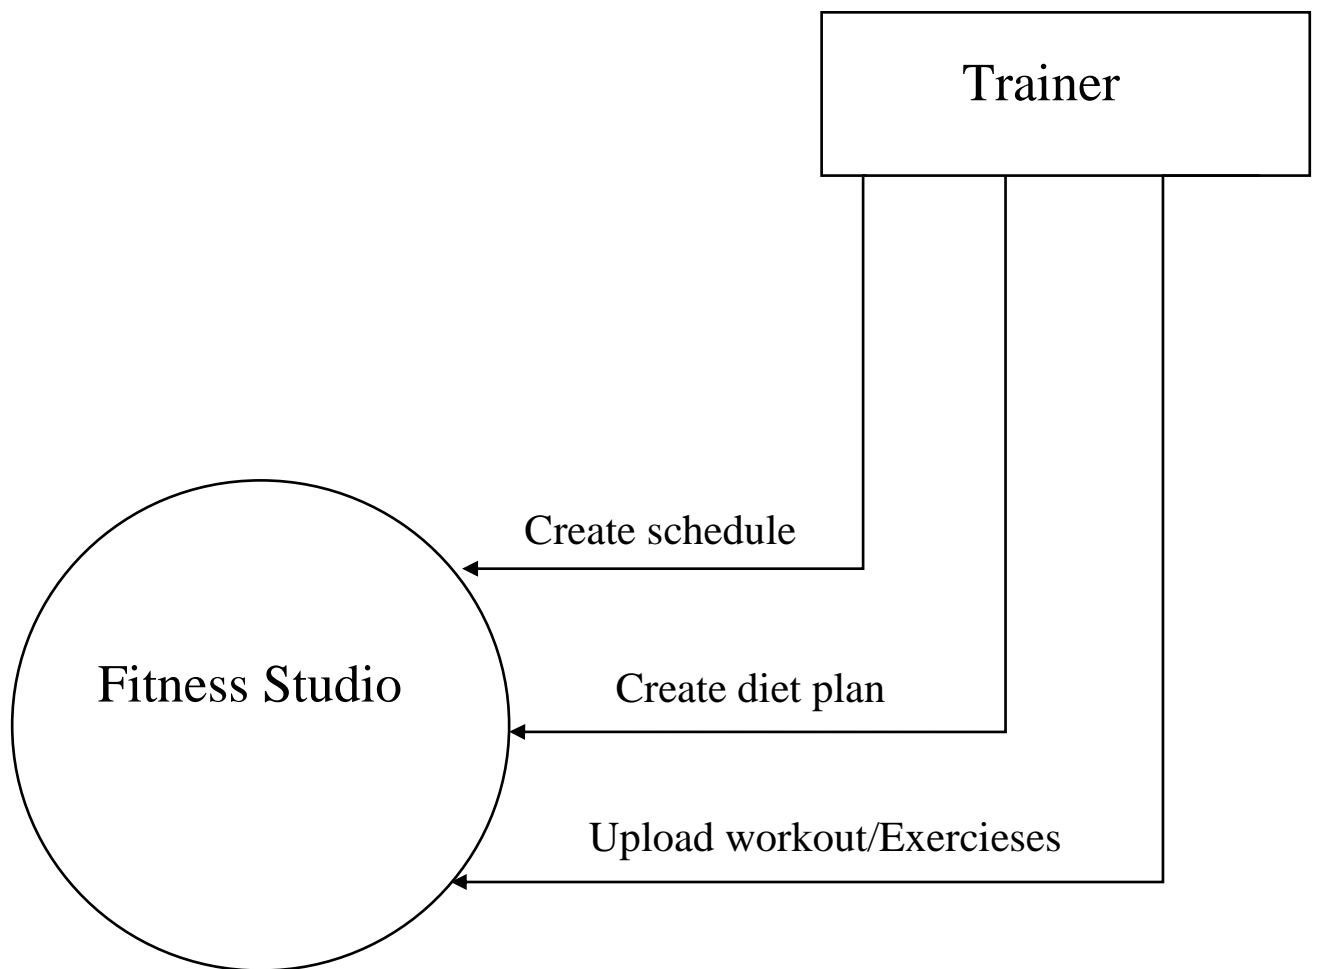 Trainer
Create schedule
Fitness Studio
Create diet plan
Upload workout/Exercieses